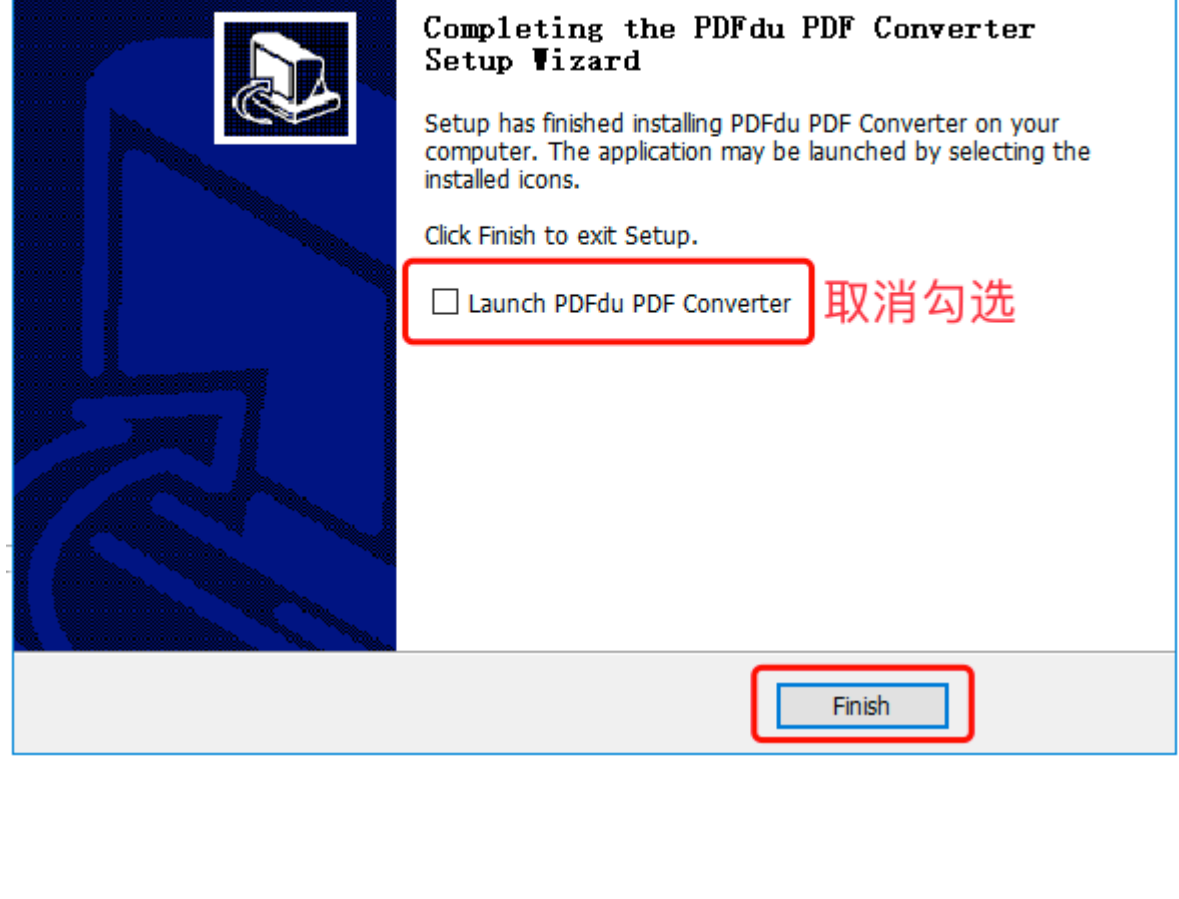 Completing the PDFdu PDF Converter
Setup Wizard
Setup has finished installing PDFdu PDF Converter on your
computer. The application may be launched by selecting the
installed icons.
Click Finish to exit Setup.
Launch PDFdu PDF Converter
取消勾选
Finish